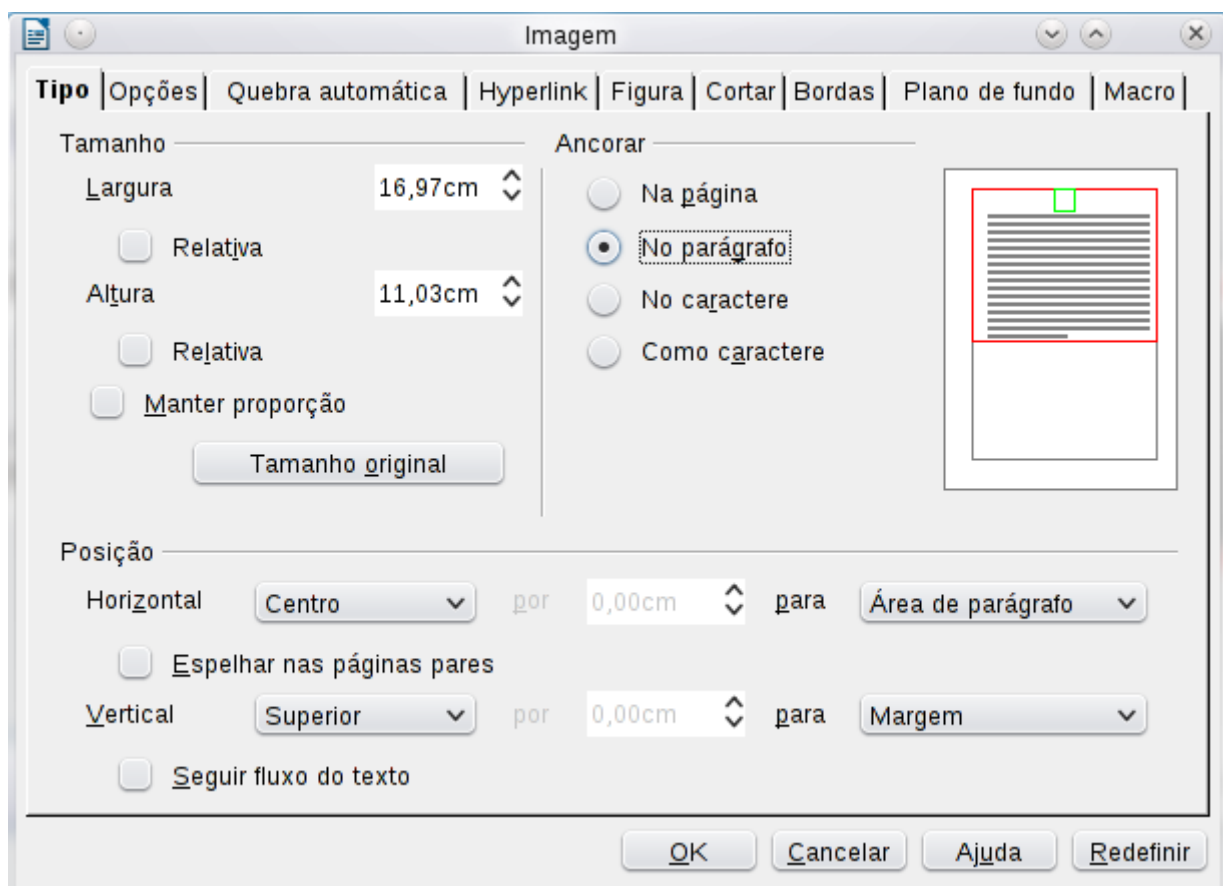 Imagem
Tipo Opções Quebra automática Hyperlink Figura Cortar Bordas Plano de fundo Macro
Tamanho
Largura 16,97cm
Relativa
Altura 11,03cm
Relativa
Manter proporção
Tamanho original
Ancorar
Na página
No parágrafo
No caractere
Como caractere
Posição
Horizontal Centro por 0,00cm para Área de parágrafo
Espelhar nas páginas pares
Vertical Superior por 0,00cm para Margem
Seguir fluxo do texto
OK Cancelar Ajuda Redefinir